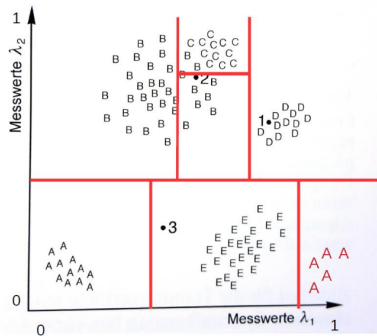 1
Messwerte λ₂
B B B B B B B B B B B B B B B B B B B B B B B B B B B B B B B B B B B B
C C C C C C C C C C C C C C C C
•2
1•
D D D D D D D D D D D D
•3
A A A A A A A A A A A
E E E E E E E E E E E E E E E E E E E E E E E E E
A A A A A
0
Messwerte λ₁
0
1